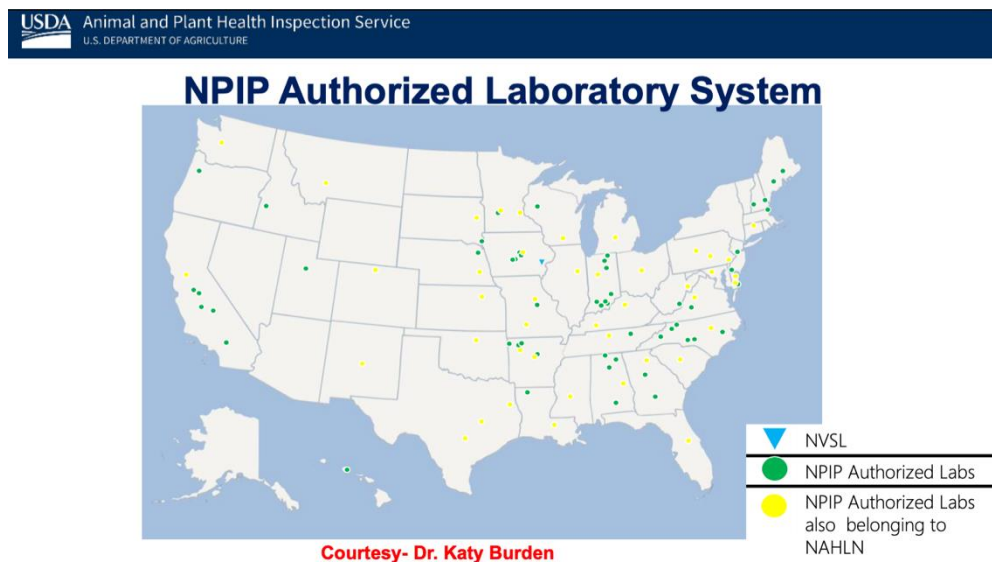 USDA Animal and Plant Health Inspection Service
U.S. DEPARTMENT OF AGRICULTURE
NPIP Authorized Laboratory System
NVSL
NPIP Authorized Labs
NPIP Authorized Labs
also belonging to
NAHLN
Courtesy- Dr. Katy Burden